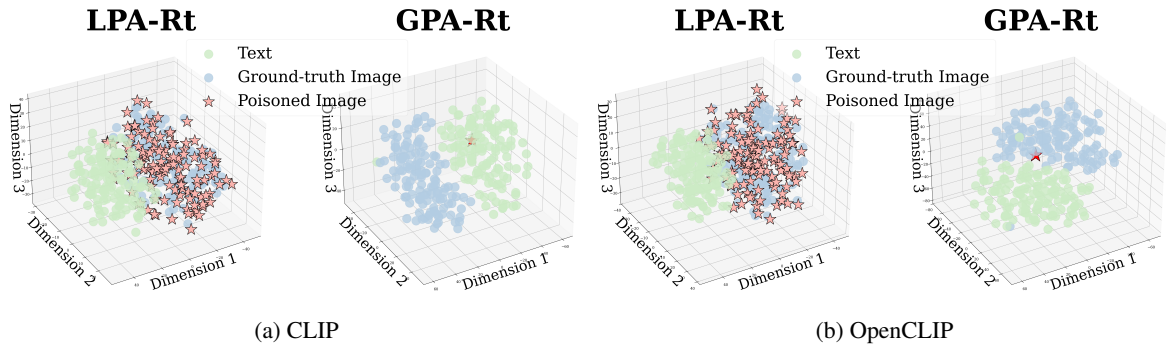 LPA-Rt GPA-Rt LPA-Rt GPA-Rt
Text Text
Ground-truth Image Ground-truth Image
Poisoned Image Poisoned Image
Dimension 3 Dimension 3 Dimension 3 Dimension 3
Dimension 2 Dimension 1 Dimension 2 Dimension 1 Dimension 2 Dimension 1 Dimension 2 Dimension 1
(a) CLIP (b) OpenCLIP